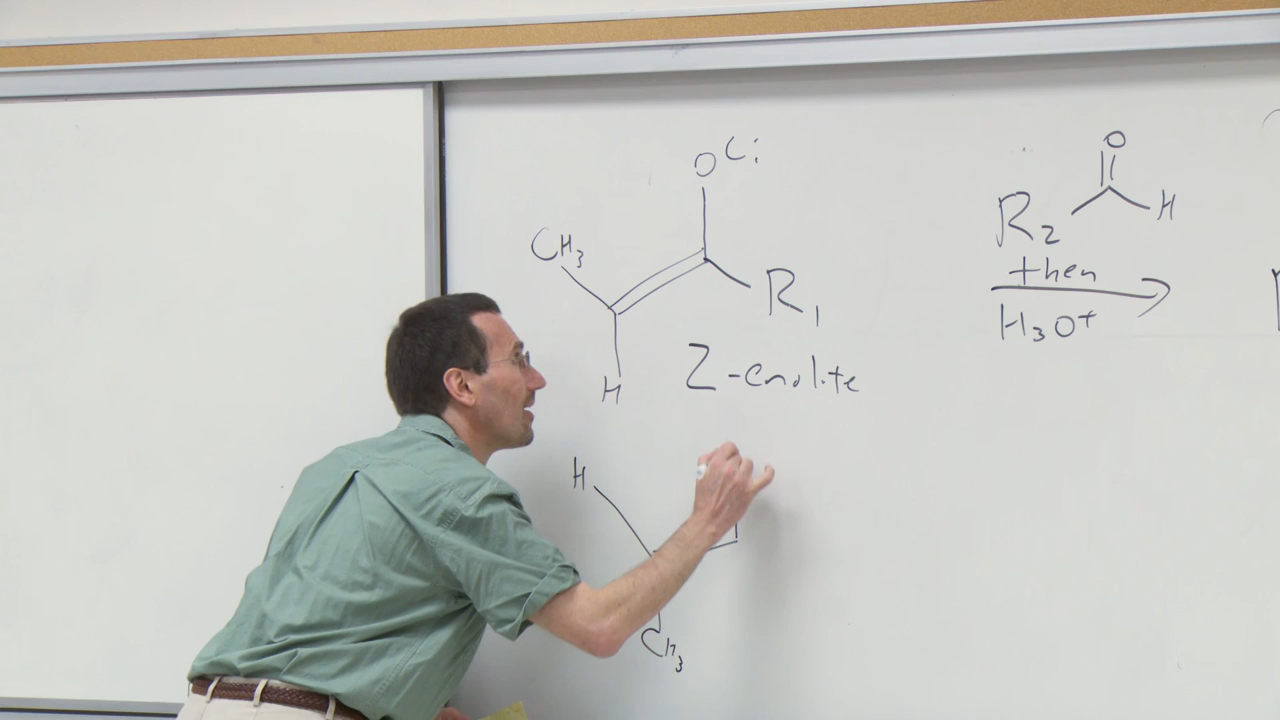 OLi
CH3
R1
H
Z-enolate
O
R2
H
then
H3O+
H
CH3